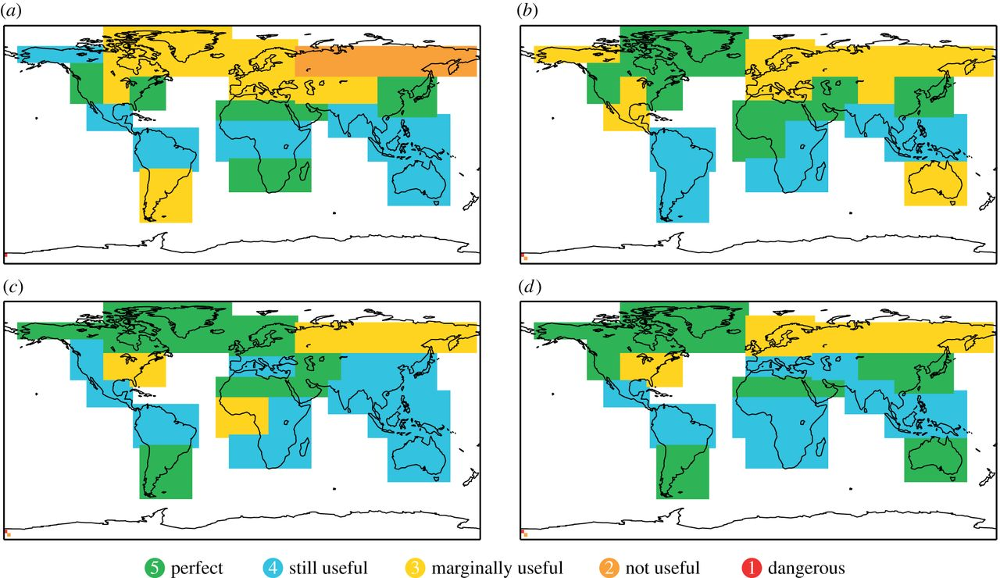 (a)
(b)
(c)
(d)
5 perfect 4 still useful 3 marginally useful 2 not useful 1 dangerous